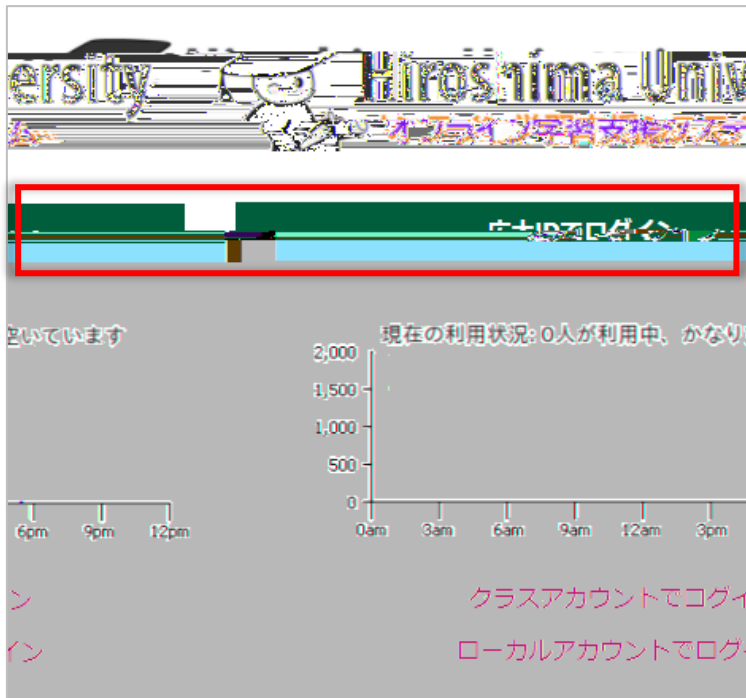 ersity Hiroshima Univ
オンライン学習支援システ
広大IDでログイン
空いています 現在の利用状況: 0人が利用中、かなり
2,000
1,500
1,000
500
0
6pm 9pm 12pm 0am 3am 6am 9am 12am 3pm
ン クラスアカウントでログイ
イン ローカルアカウントでログ